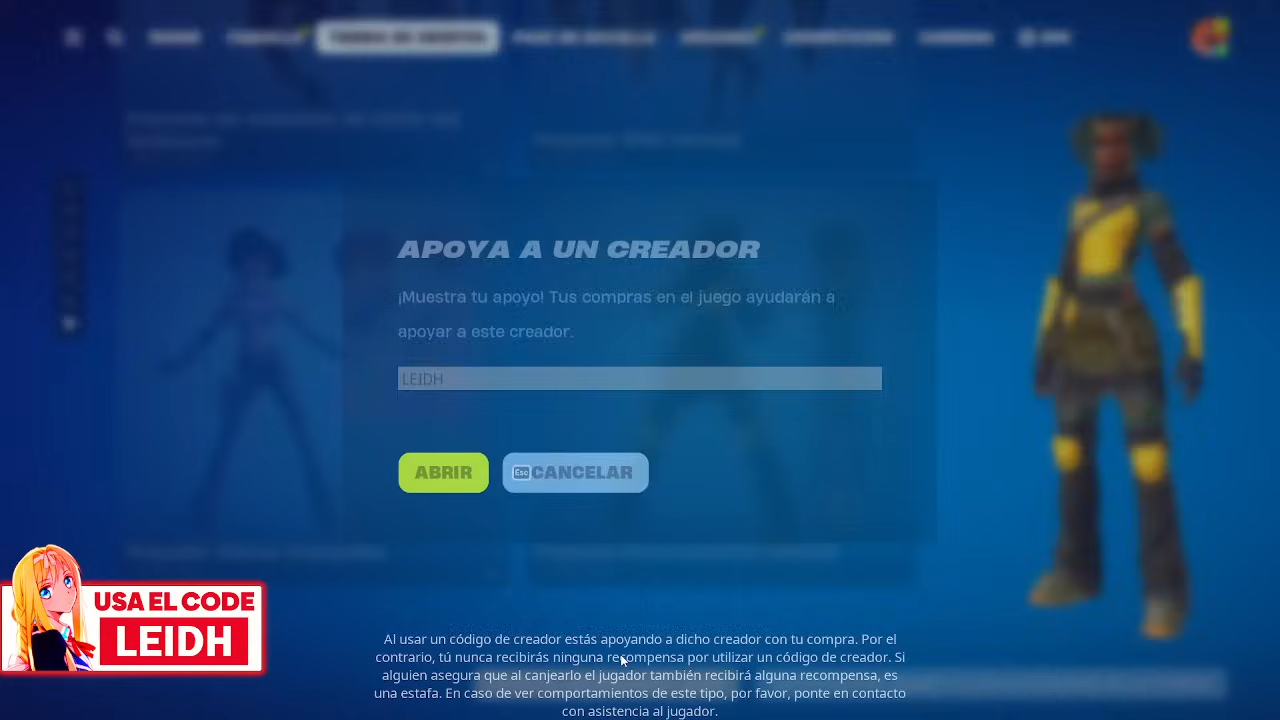 APOYA A UN CREADOR
¡Muestra tu apoyo! Tus compras en el juego ayudarán a
apoyar a este creador.
LEIDH
ABRIR
Esc CANCELAR
USA EL CODE
LEIDH
Al usar un código de creador estás apoyando a dicho creador con tu compra. Por el
contrario, tú nunca recibirás ninguna recompensa por utilizar un código de creador. Si
alguien asegura que al canjearlo el jugador también recibirá alguna recompensa, es
una estafa. En caso de ver comportamientos de este tipo, por favor, ponte en contacto
con asistencia al jugador.